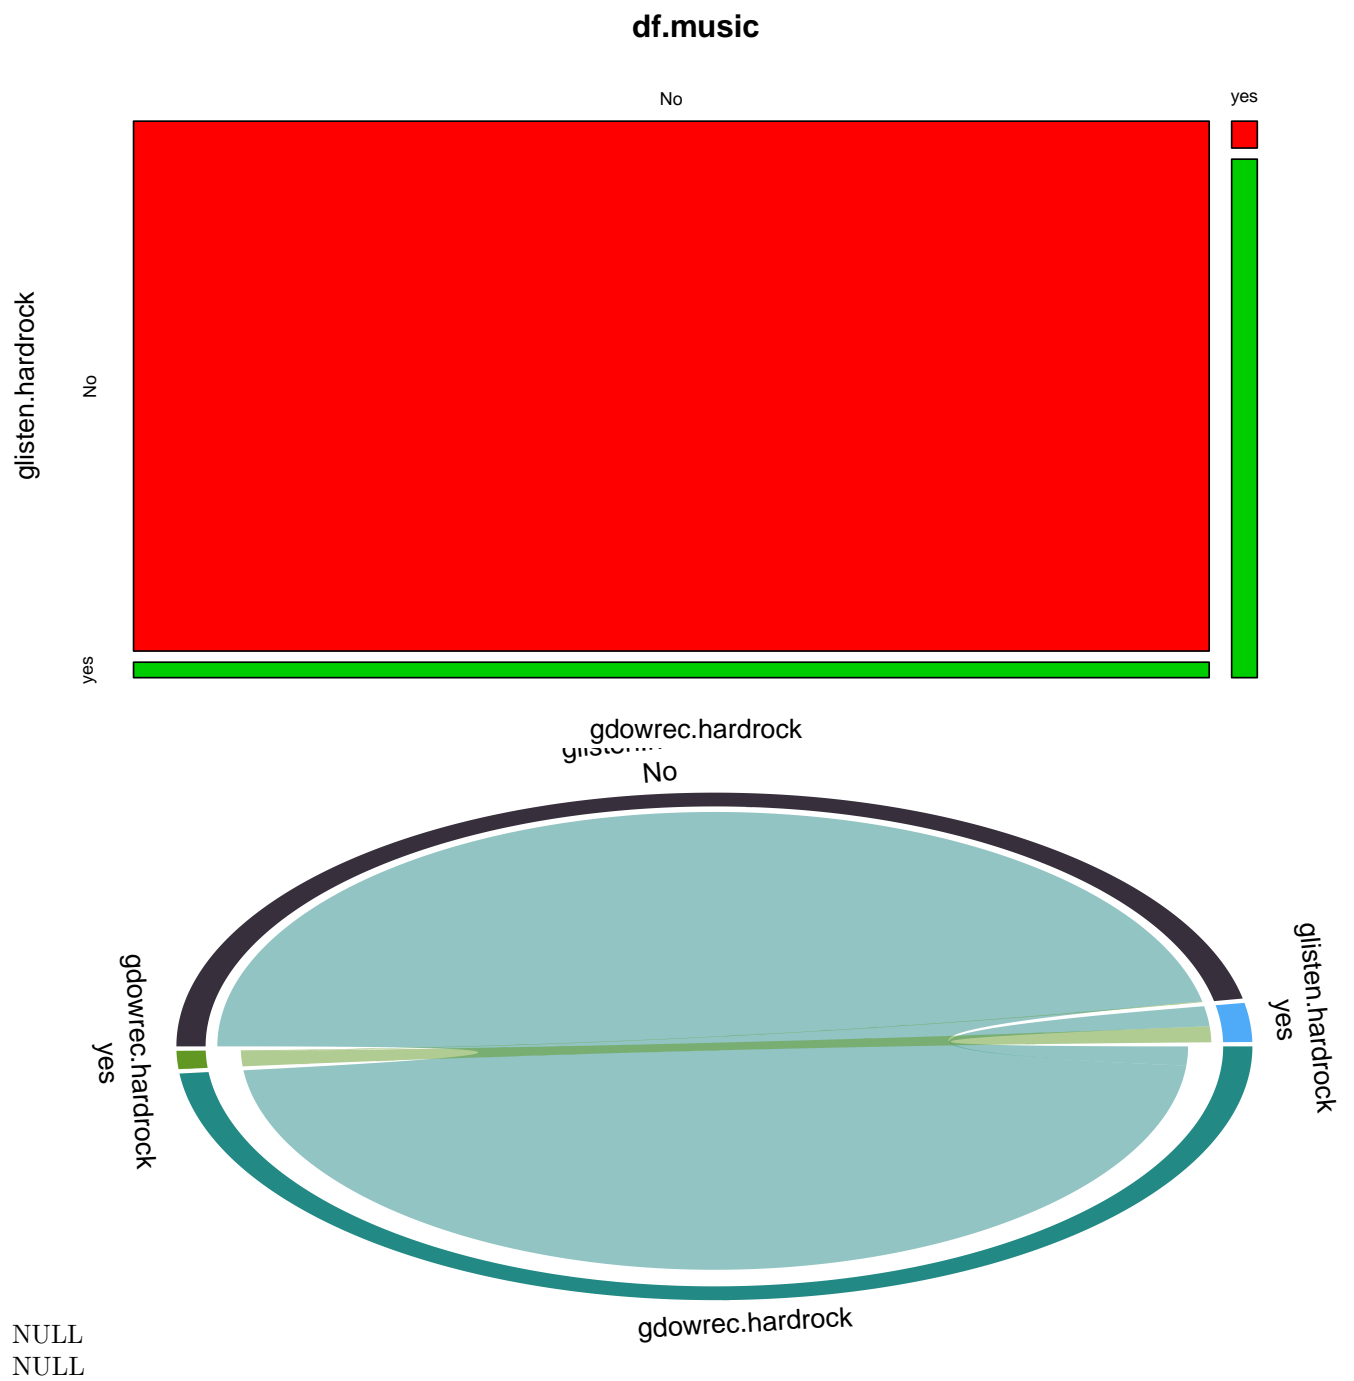 df.music
No
yes
glisten.hardrock
No
yes
gdowrec.hardrock
No
glisten.hardrock
yes
gdowrec.hardrock
yes
gdowrec.hardrock
NULL
NULL